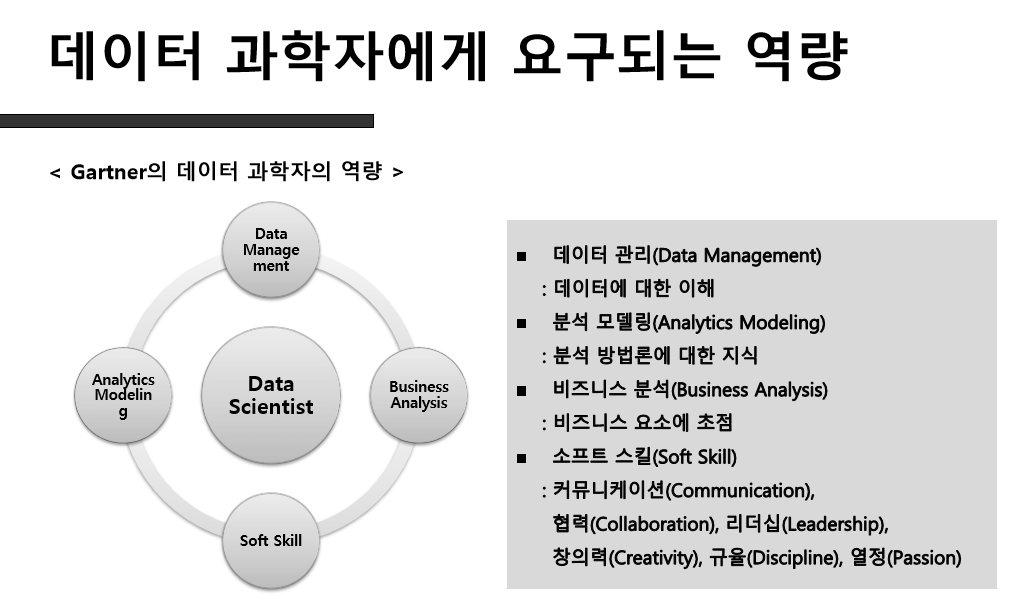 데이터 과학자에게 요구되는 역량
< Gartner의 데이터 과학자의 역량 >
Data
Manage
ment
Analytics
Modelin
g
Data
Scientist
Business
Analysis
Soft Skill
■ 데이터 관리(Data Management)
: 데이터에 대한 이해
■ 분석 모델링(Analytics Modeling)
: 분석 방법론에 대한 지식
■ 비즈니스 분석(Business Analysis)
: 비즈니스 요소에 초점
■ 소프트 스킬(Soft Skill)
: 커뮤니케이션(Communication),
협력(Collaboration), 리더십(Leadership),
창의력(Creativity), 규율(Discipline), 열정(Passion)